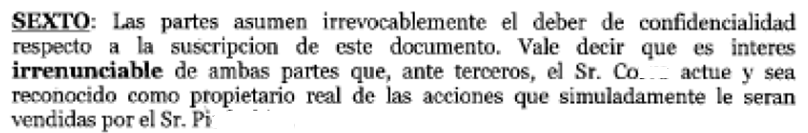 SEXTO: Las partes asumen irrevocablemente el deber de confidencialidad
respecto a la suscripcion de este documento. Vale decir que es interes
irrenunciable de ambas partes que, ante terceros, el Sr. Co... actue y sea
reconocido como propietario real de las acciones que simuladamente le seran
vendidas por el Sr. Pi